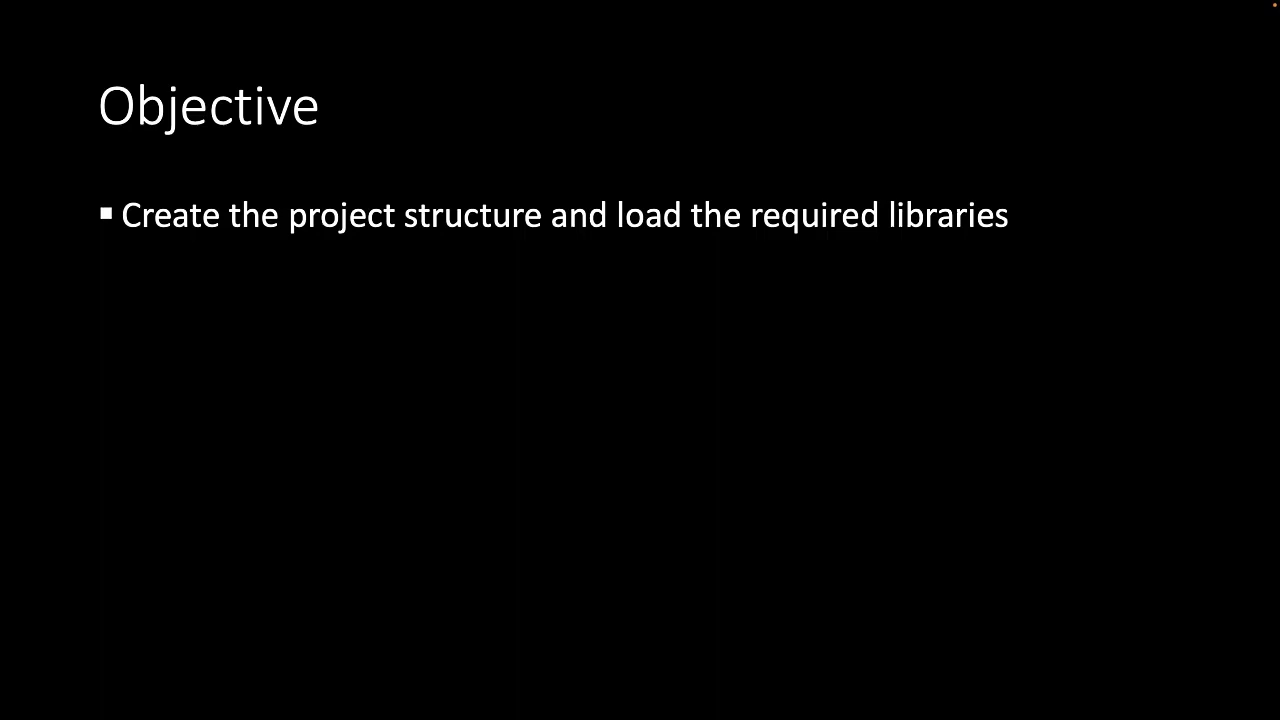 Objective
▪ Create the project structure and load the required libraries